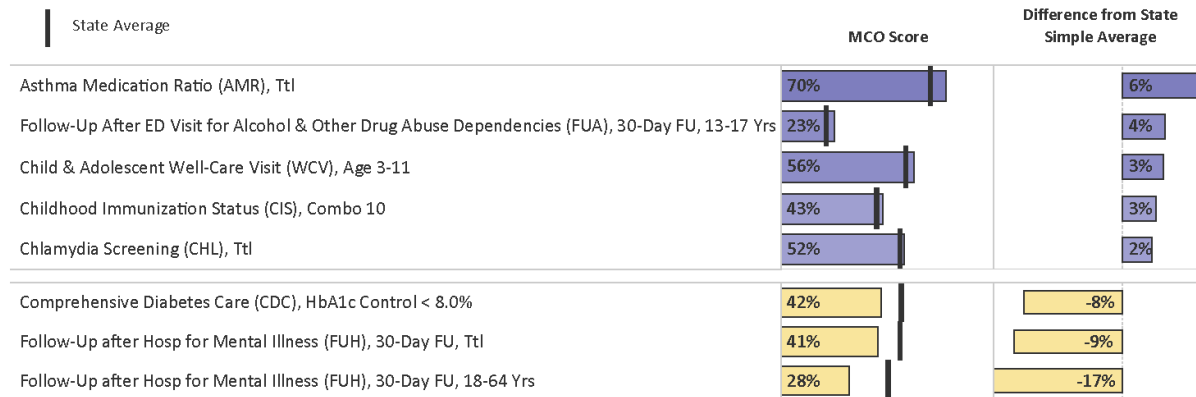 State Average
MCO Score
Difference from State
Simple Average
Asthma Medication Ratio (AMR), Ttl 70% 6%
Follow-Up After ED Visit for Alcohol & Other Drug Abuse Dependencies (FUA), 30-Day FU, 13-17 Yrs 23% 4%
Child & Adolescent Well-Care Visit (WCV), Age 3-11 56% 3%
Childhood Immunization Status (CIS), Combo 10 43% 3%
Chlamydia Screening (CHL), Ttl 52% 2%
Comprehensive Diabetes Care (CDC), HbA1c Control < 8.0% 42% -8%
Follow-Up after Hosp for Mental Illness (FUH), 30-Day FU, Ttl 41% -9%
Follow-Up after Hosp for Mental Illness (FUH), 30-Day FU, 18-64 Yrs 28% -17%